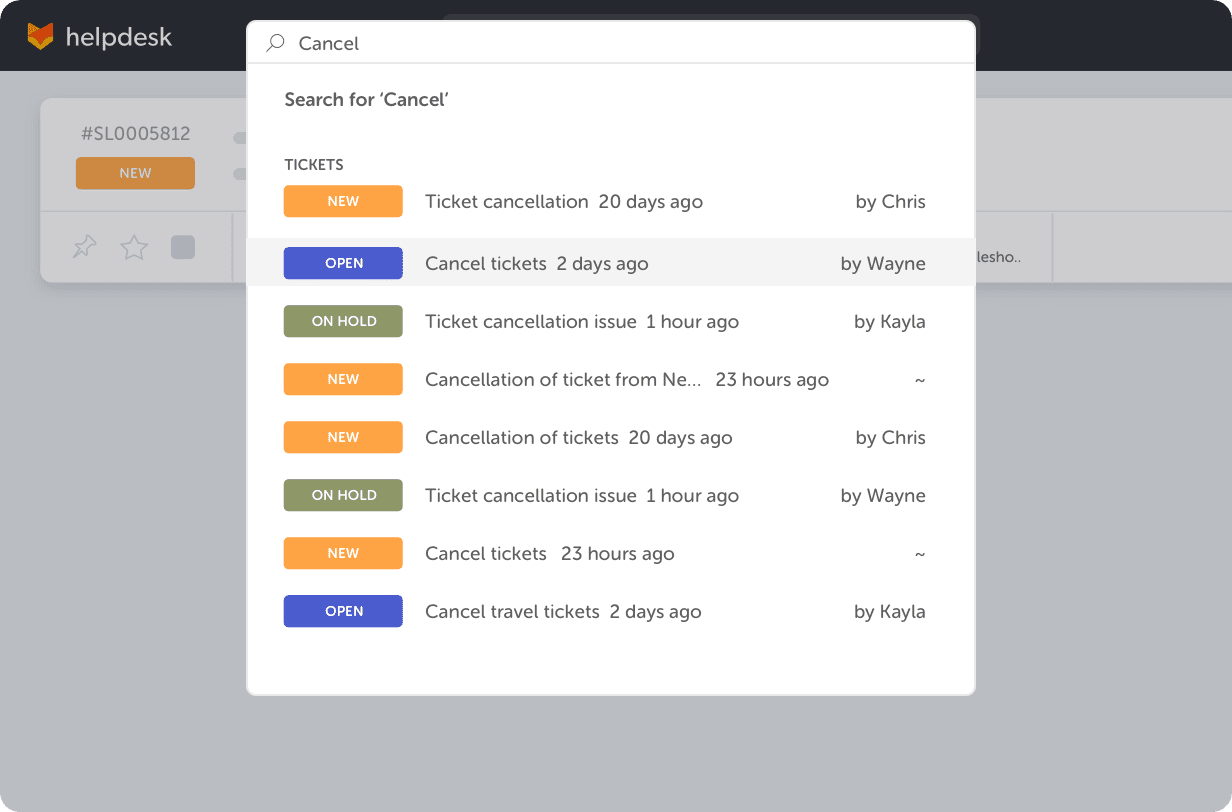 helpdesk
Cancel
Search for ‘Cancel’
#SL0005812
NEW
TICKETS
NEW Ticket cancellation 20 days ago by Chris
OPEN Cancel tickets 2 days ago by Wayne
lesho..
ON HOLD Ticket cancellation issue 1 hour ago by Kayla
NEW Cancellation of ticket from Ne... 23 hours ago ~
NEW Cancellation of tickets 20 days ago by Chris
ON HOLD Ticket cancellation issue 1 hour ago by Wayne
NEW Cancel tickets 23 hours ago ~
OPEN Cancel travel tickets 2 days ago by Kayla